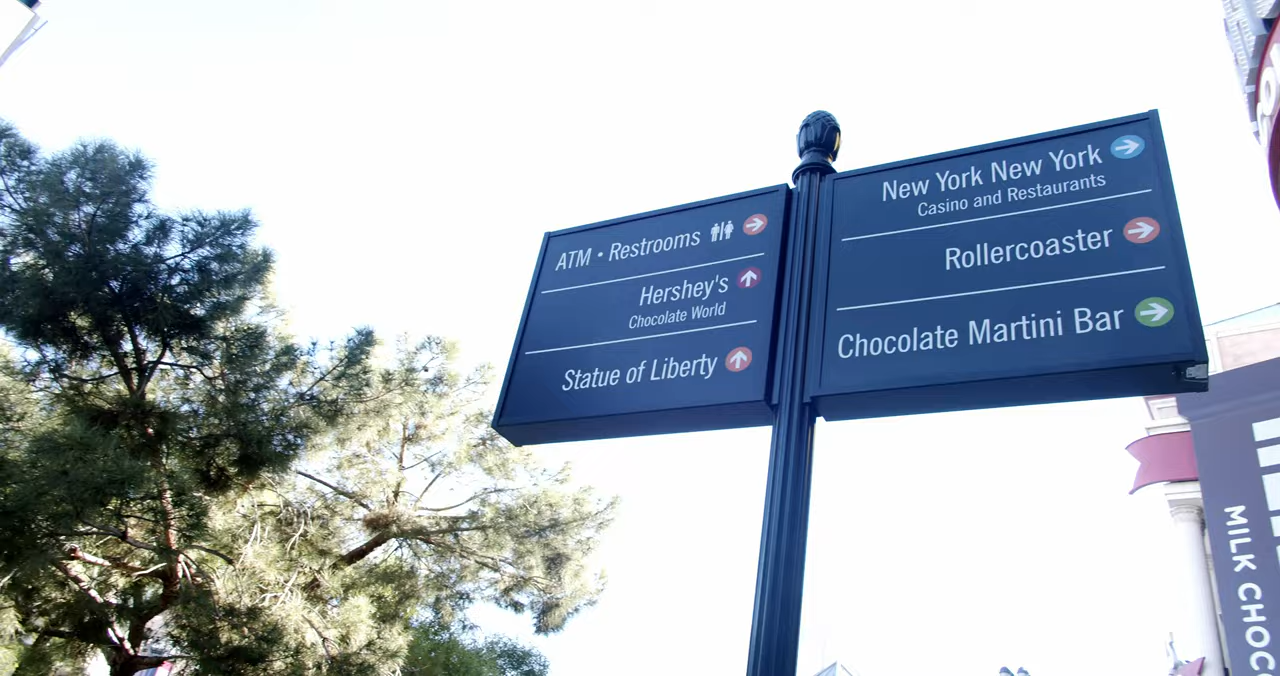 ATM • Restrooms
Hershey's
Chocolate World
Statue of Liberty
New York New York
Casino and Restaurants
Rollercoaster
Chocolate Martini Bar
MILK CHOC